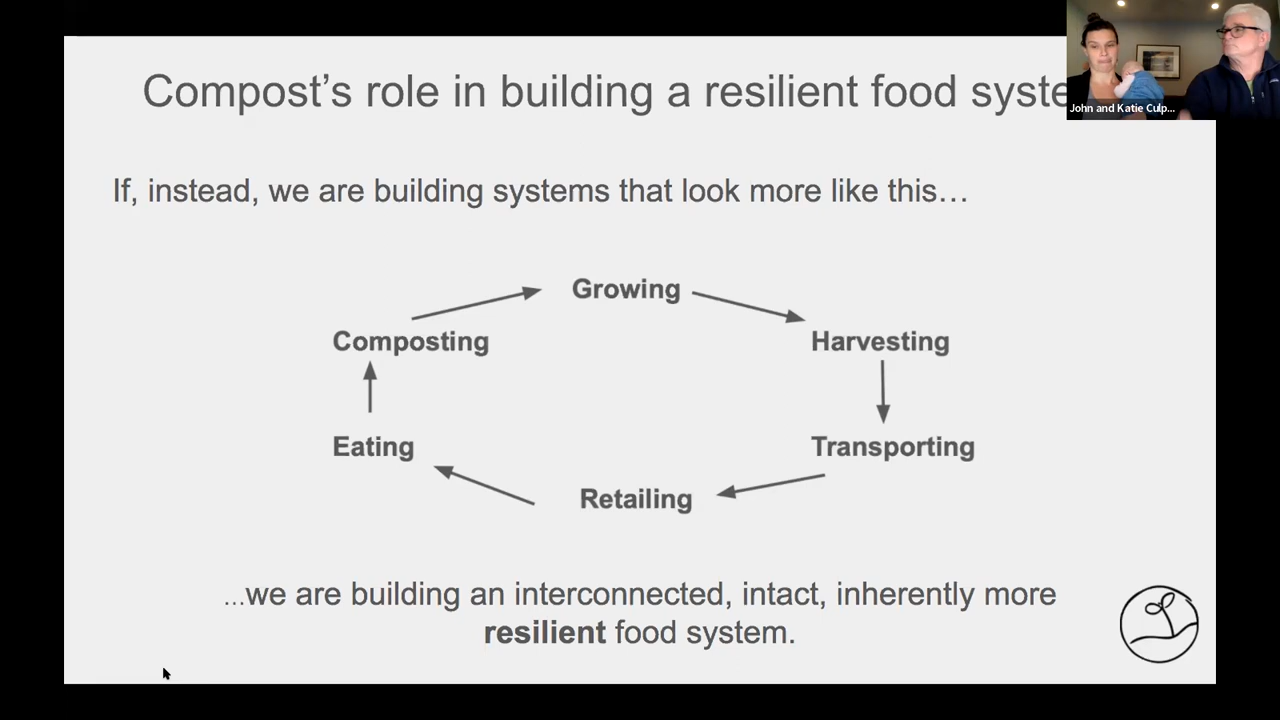 Compost's role in building a resilient food syste
John and Katie Culp...
If, instead, we are building systems that look more like this…
Growing
Composting
Harvesting
Eating
Transporting
Retailing
...we are building an interconnected, intact, inherently more
resilient food system.